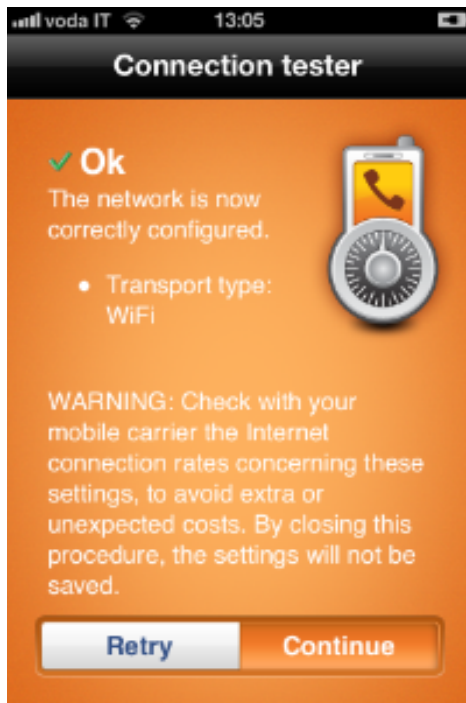 voda IT 13:05
Connection tester
Ok
The network is now
correctly configured.
• Transport type:
WiFi
WARNING: Check with your
mobile carrier the Internet
connection rates concerning these
settings, to avoid extra or
unexpected costs. By closing this
procedure, the settings will not be
saved.
Retry Continue